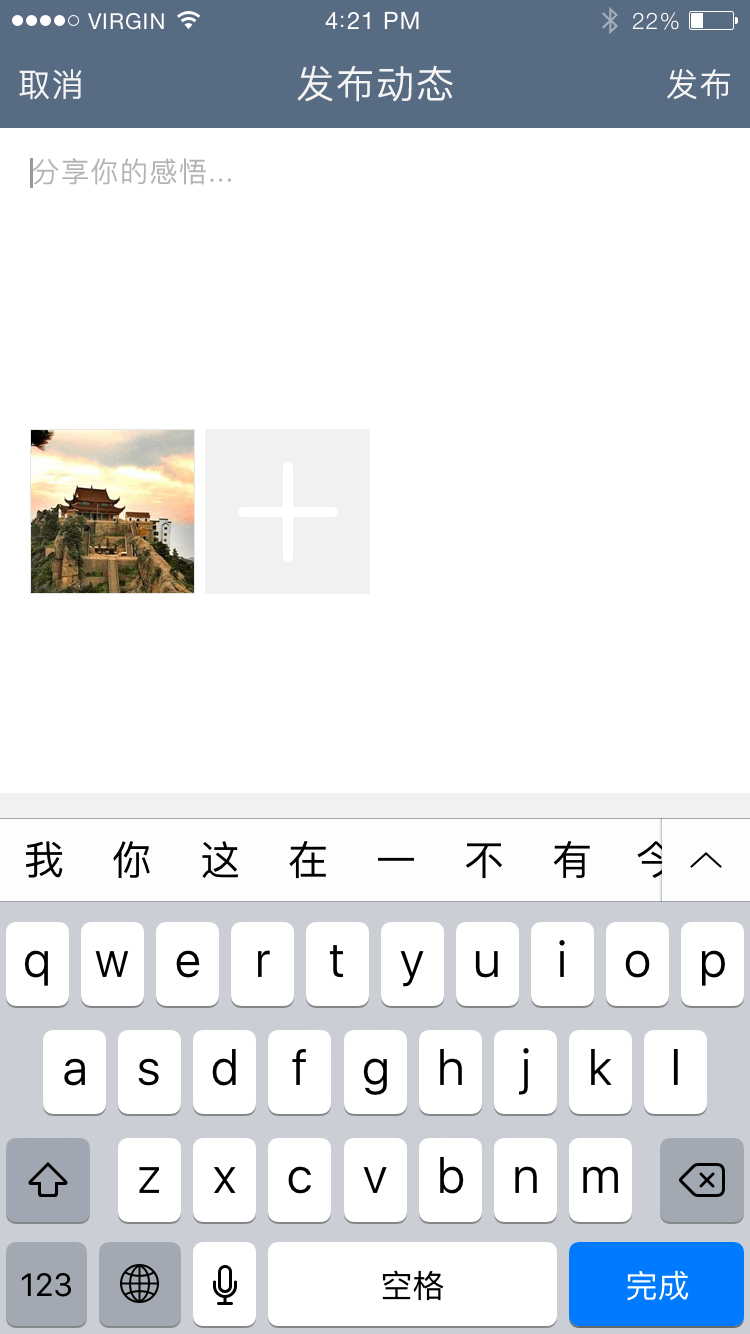 VIRGIN 4:21 PM 22%
取消 发布动态 发布
分享你的感悟...
我 你 这 在 一 不 有 今
q w e r t y u i o p
a s d f g h j k l
z x c v b n m
123 空格 完成